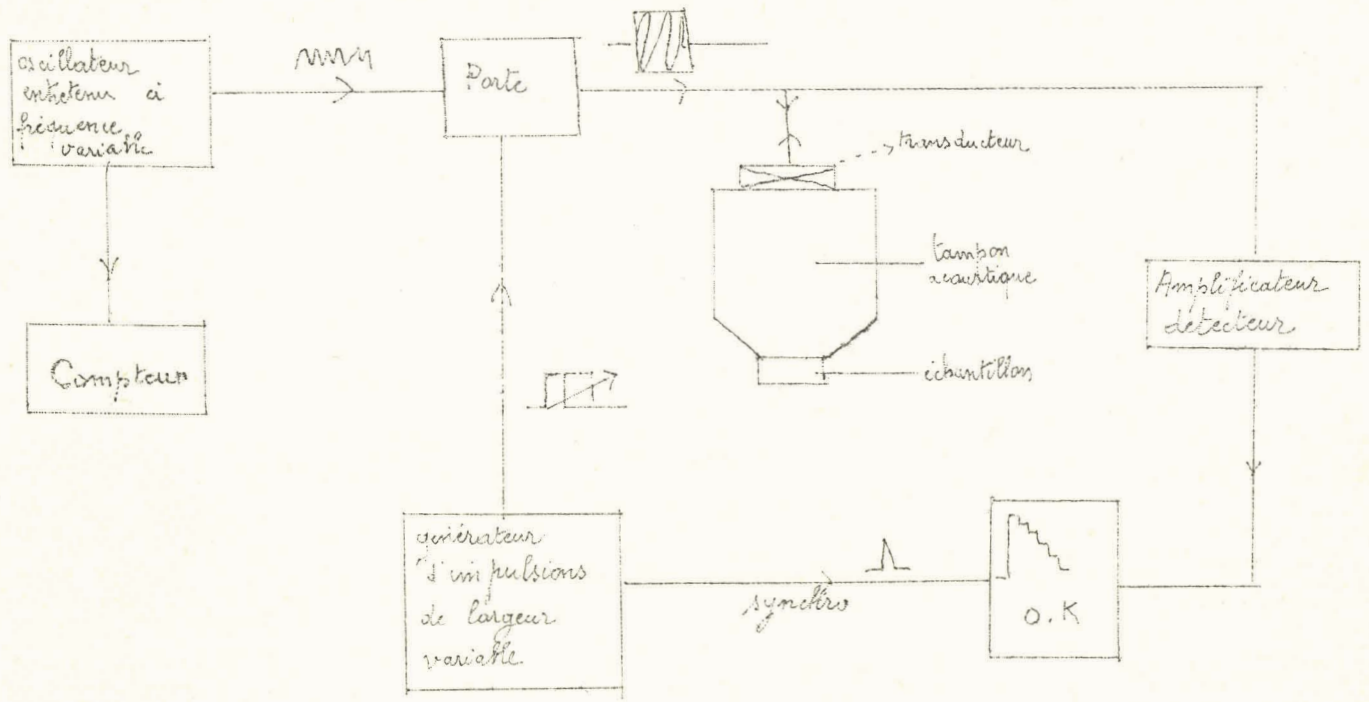 oscillateur
entretenu à
fréquence
variable
Porte
transducteur
tampon
acoustique
Amplificateur
détecteur
Compteur
échantillon
générateur
d'impulsions
de largeur
variable
synchro
O.K